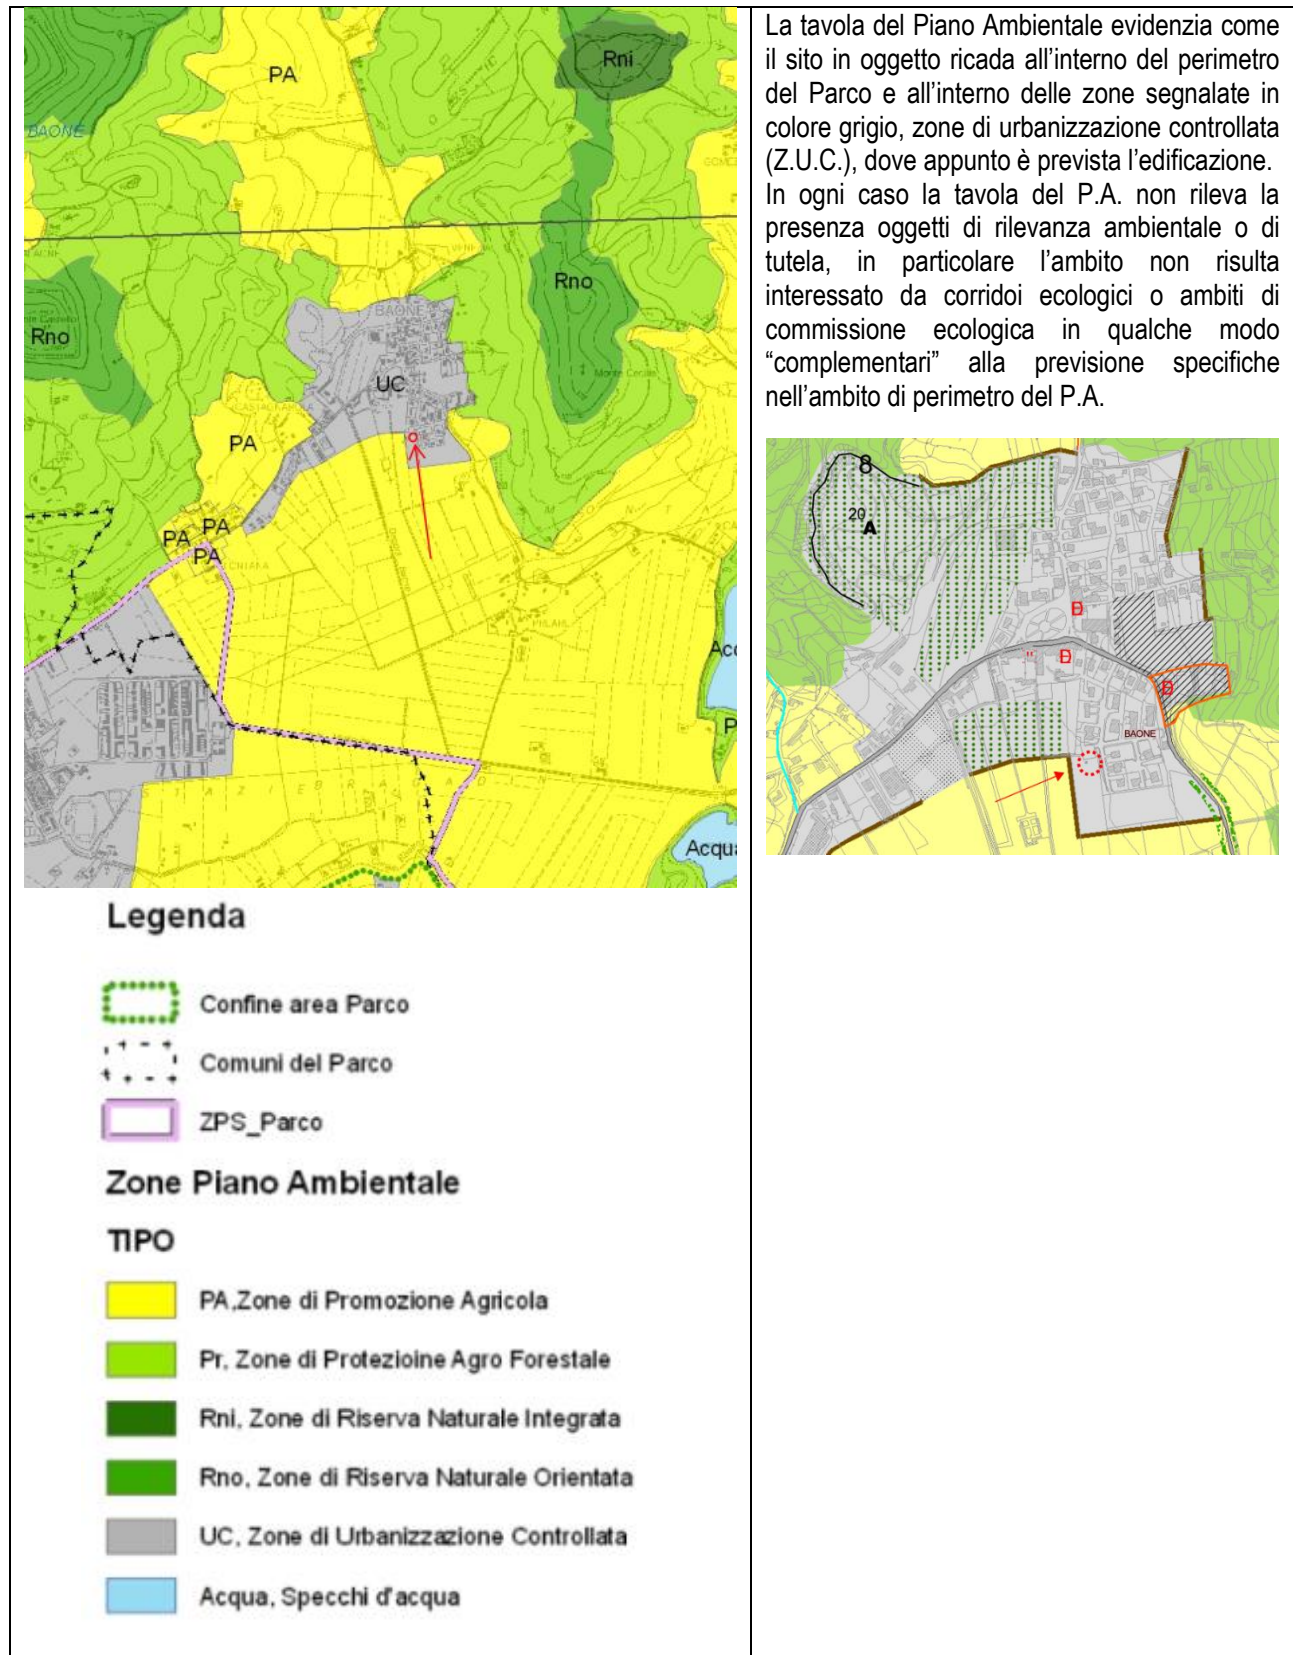 PA
Rni
BAONE
Rno
Rno
BAONE
UC
PA
PA
PA
PA
Acqua
Legenda
Confine area Parco
Comuni del Parco
ZPS_Parco
Zone Piano Ambientale
TIPO
PA,Zone di Promozione Agricola
Pr, Zone di Protezioine Agro Forestale
Rni, Zone di Riserva Naturale Integrata
Rno, Zone di Riserva Naturale Orientata
UC, Zone di Urbanizzazione Controllata
Acqua, Specchi d'acqua
La tavola del Piano Ambientale evidenzia come
il sito in oggetto ricada all’interno del perimetro
del Parco e all’interno delle zone segnalate in
colore grigio, zone di urbanizzazione controllata
(Z.U.C.), dove appunto è prevista l’edificazione.
In ogni caso la tavola del P.A. non rileva la
presenza oggetti di rilevanza ambientale o di
tutela, in particolare l’ambito non risulta
interessato da corridoi ecologici o ambiti di
commissione ecologica in qualche modo
“complementari” alla previsione specifiche
nell’ambito di perimetro del P.A.
8
20
A
BAONE